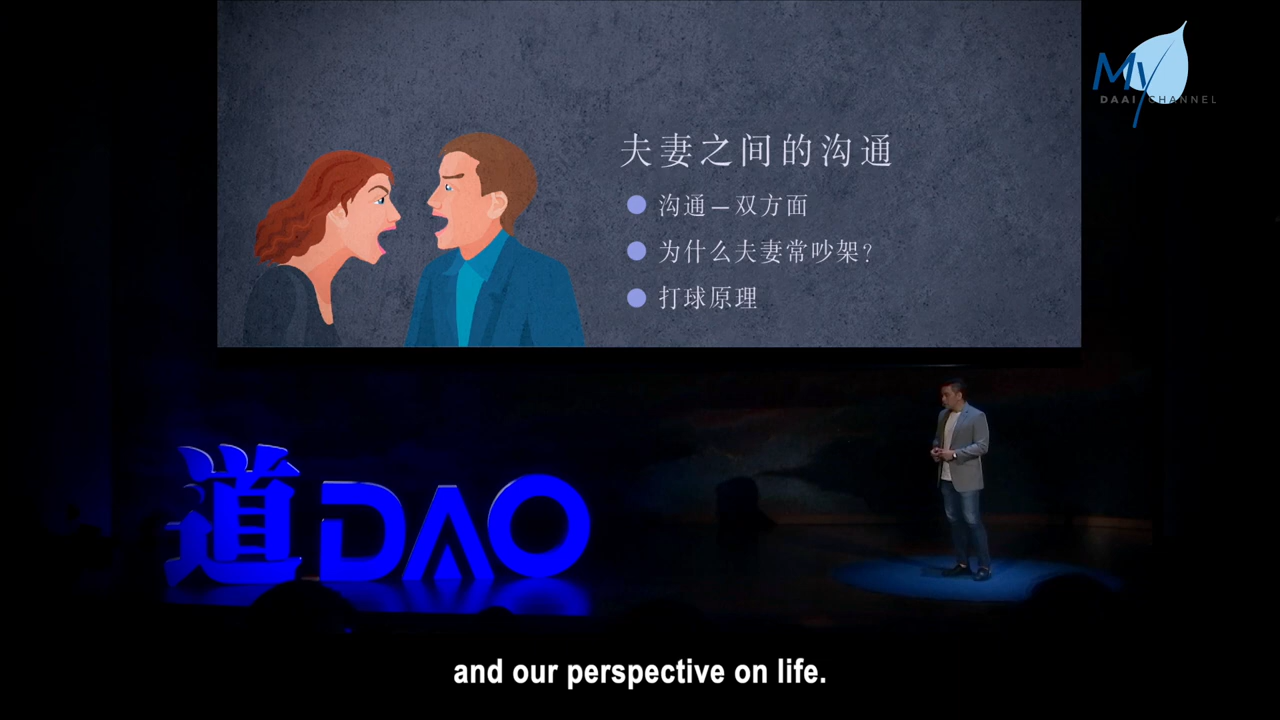 My
DAAI CHANNEL
夫妻之间的沟通
沟通—双方面
为什么夫妻常吵架?
打球原理
道DAO
and our perspective on life.